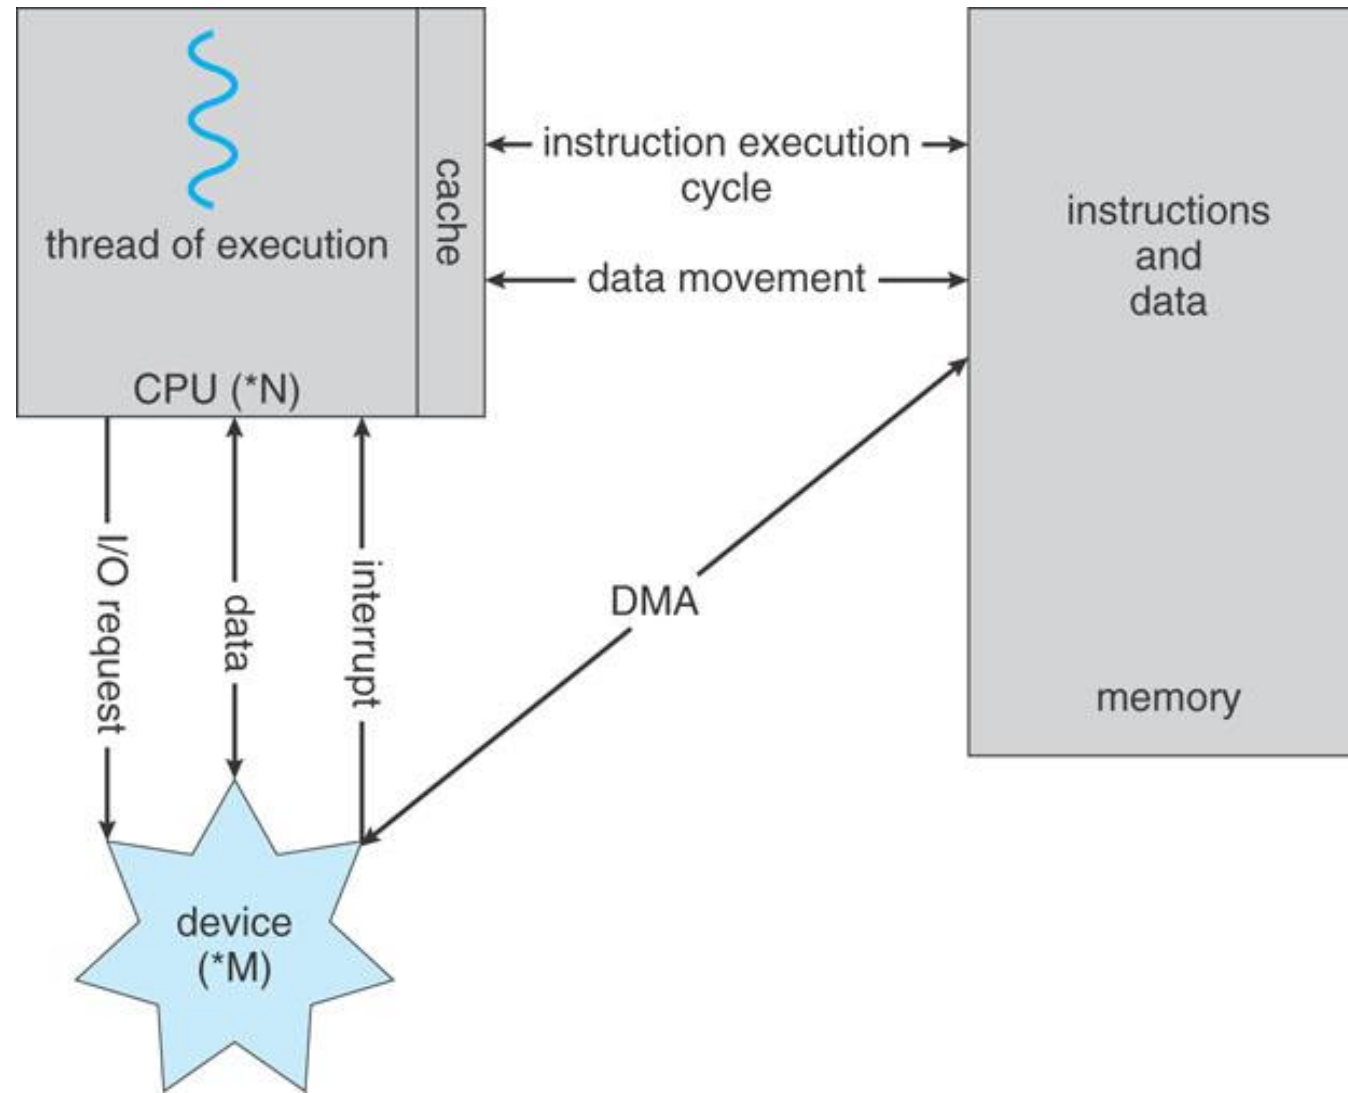 thread of execution
cache
CPU (*N)
instruction execution
cycle
data movement
instructions
and
data
memory
I/O request
data
interrupt
DMA
device
(*M)